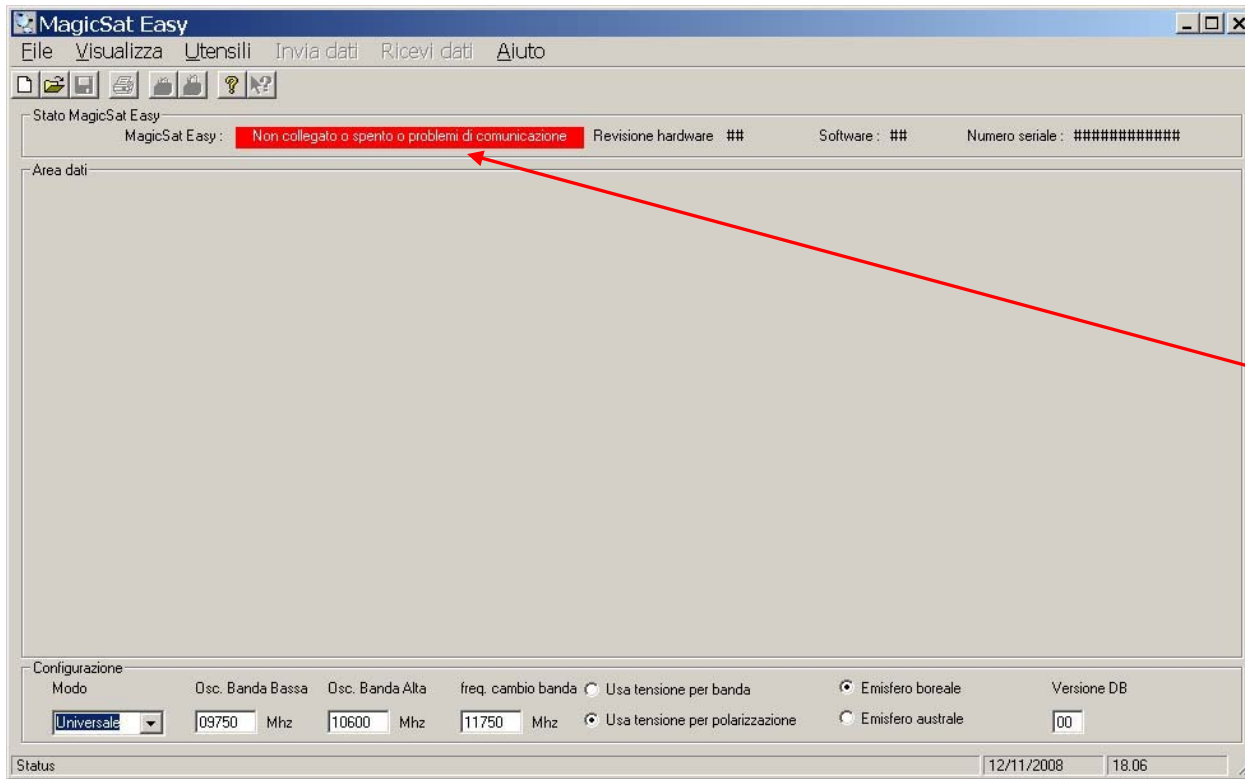 MagicSat Easy
File Visualizza Utensili Invia dati Ricevi dati Aiuto
Stato MagicSat Easy
MagicSat Easy : Non collegato o spento o problemi di comunicazione Revisione hardware ## Software : ## Numero seriale : ############
Area dati
Configurazione
Modo Osc. Banda Bassa Osc. Banda Alta freq. cambio banda Usa tensione per banda Emisfero boreale Versione DB
Universale 09750 Mhz 10600 Mhz 11750 Mhz Usa tensione per polarizzazione Emisfero australe 00
Status 12/11/2008 18.06